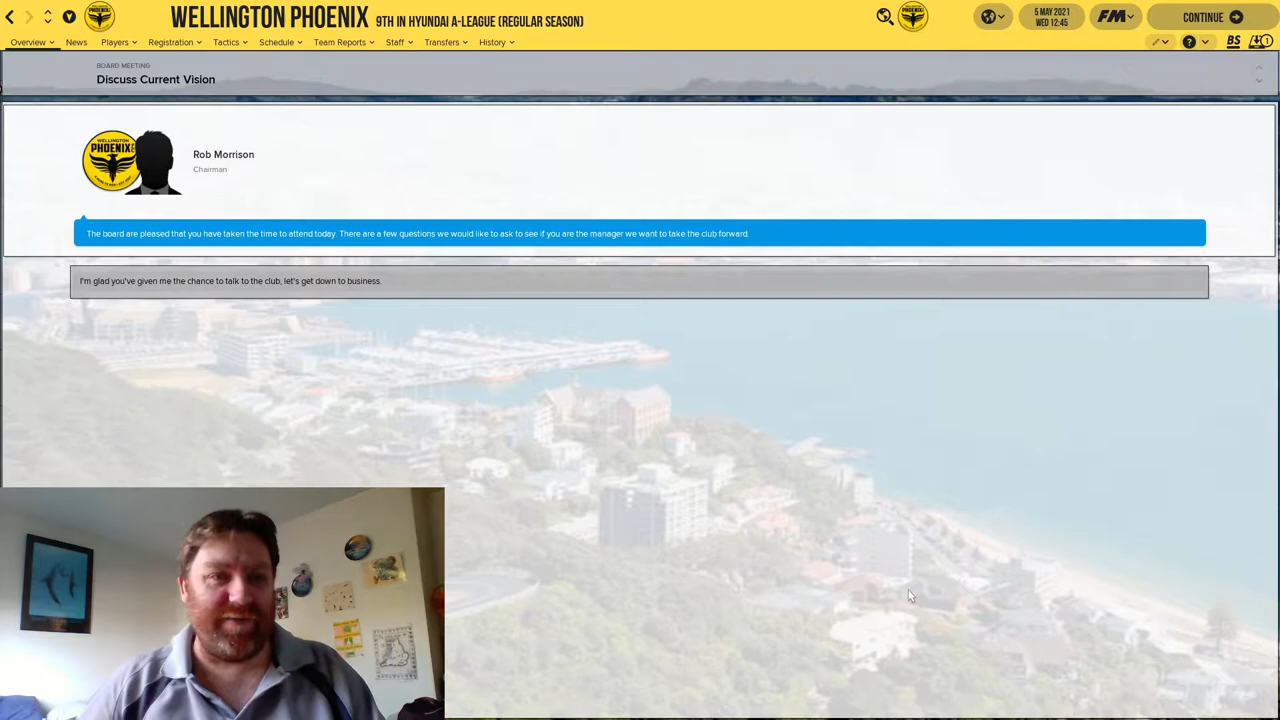 WELLINGTON PHOENIX 9TH IN HYUNDAI A-LEAGUE (REGULAR SEASON)
5 MAY 2021
WED 12:45
FM
CONTINUE
Overview
News
Players
Registration
Tactics
Schedule
Team Reports
Staff
Transfers
History
BS
1
BOARD MEETING
Discuss Current Vision
WELLINGTON
PHOENIX
Rob Morrison
Chairman
The board are pleased that you have taken the time to attend today. There are a few questions we would like to ask to see if you are the manager we want to take the club forward.
I'm glad you've given me the chance to talk to the club, let's get down to business.